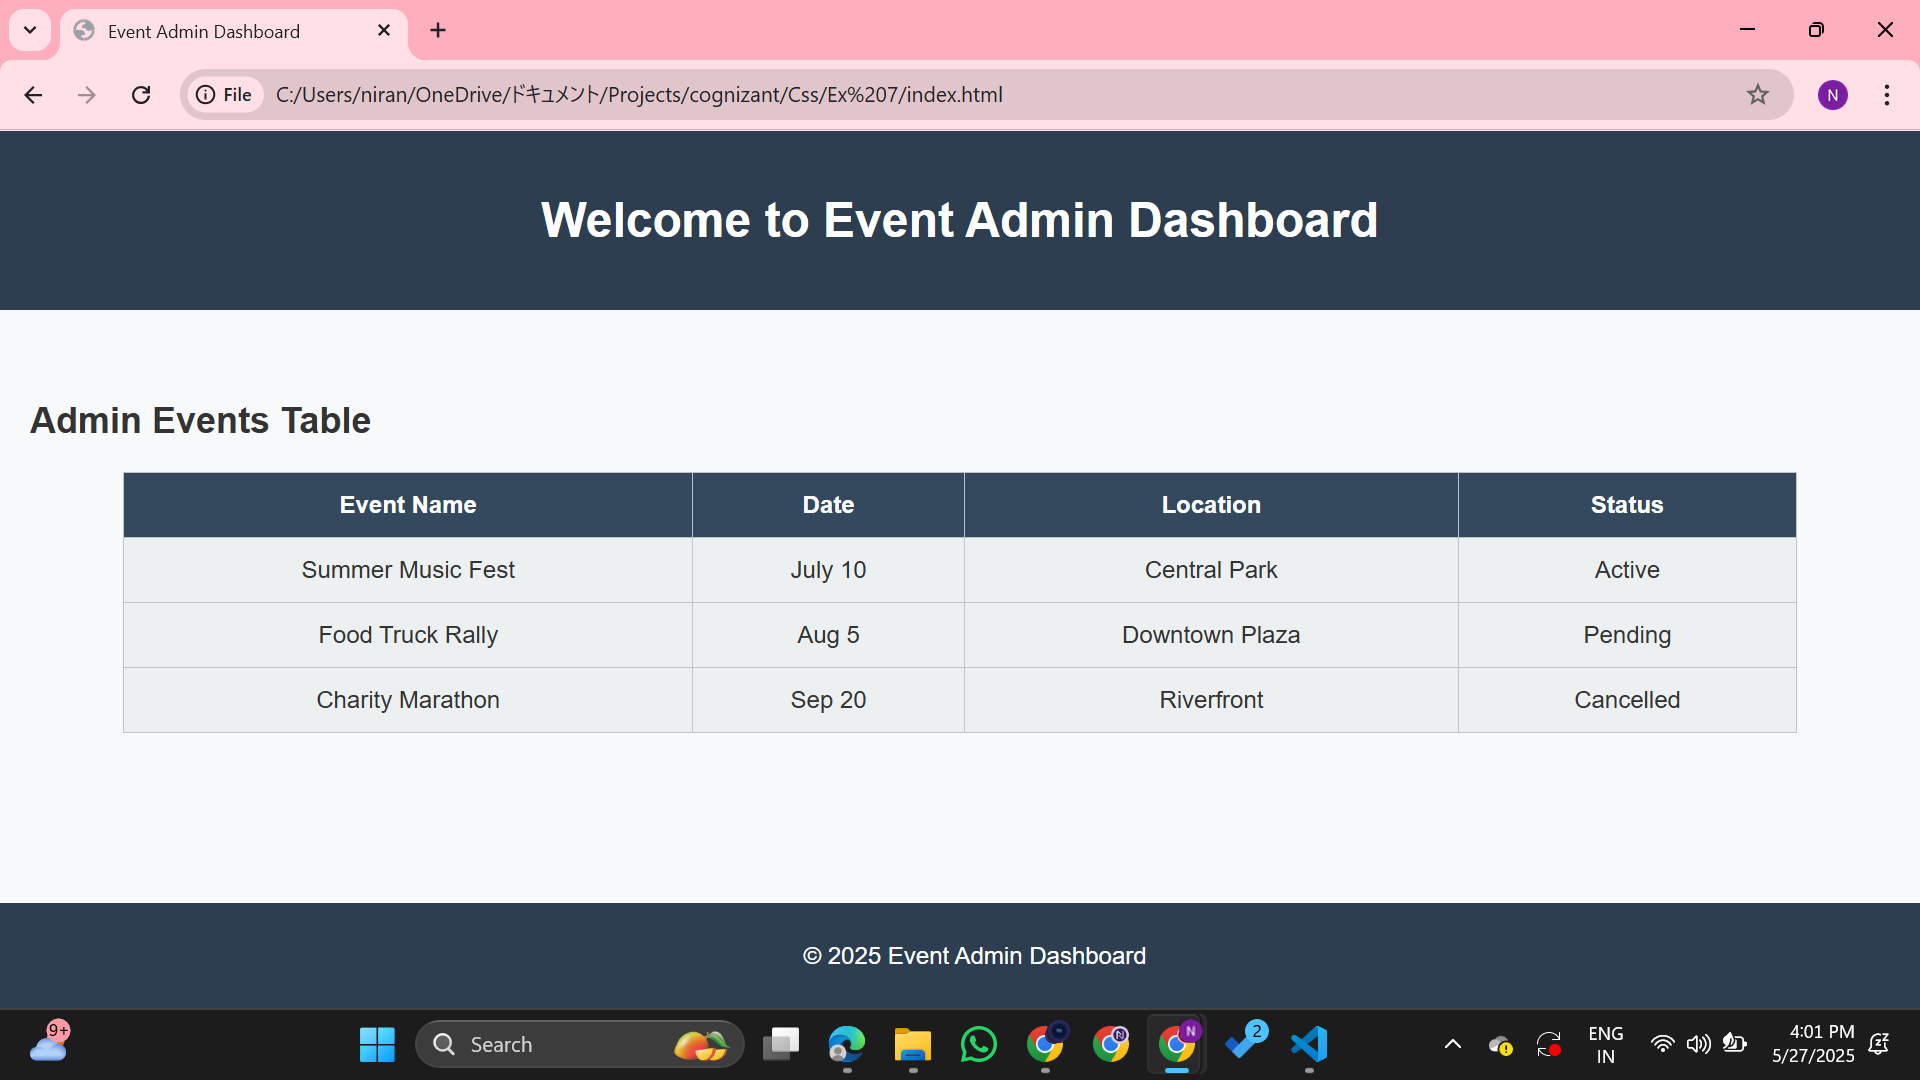 Event Admin Dashboard
File C:/Users/niran/OneDrive/ドキュメント/Projects/cognizant/Css/Ex%207/index.html N
Welcome to Event Admin Dashboard
Admin Events Table
Event Name Date Location Status
Summer Music Fest July 10 Central Park Active
Food Truck Rally Aug 5 Downtown Plaza Pending
Charity Marathon Sep 20 Riverfront Cancelled
© 2025 Event Admin Dashboard
9+ Search N N 2 ENG 4:01 PM
IN 5/27/2025